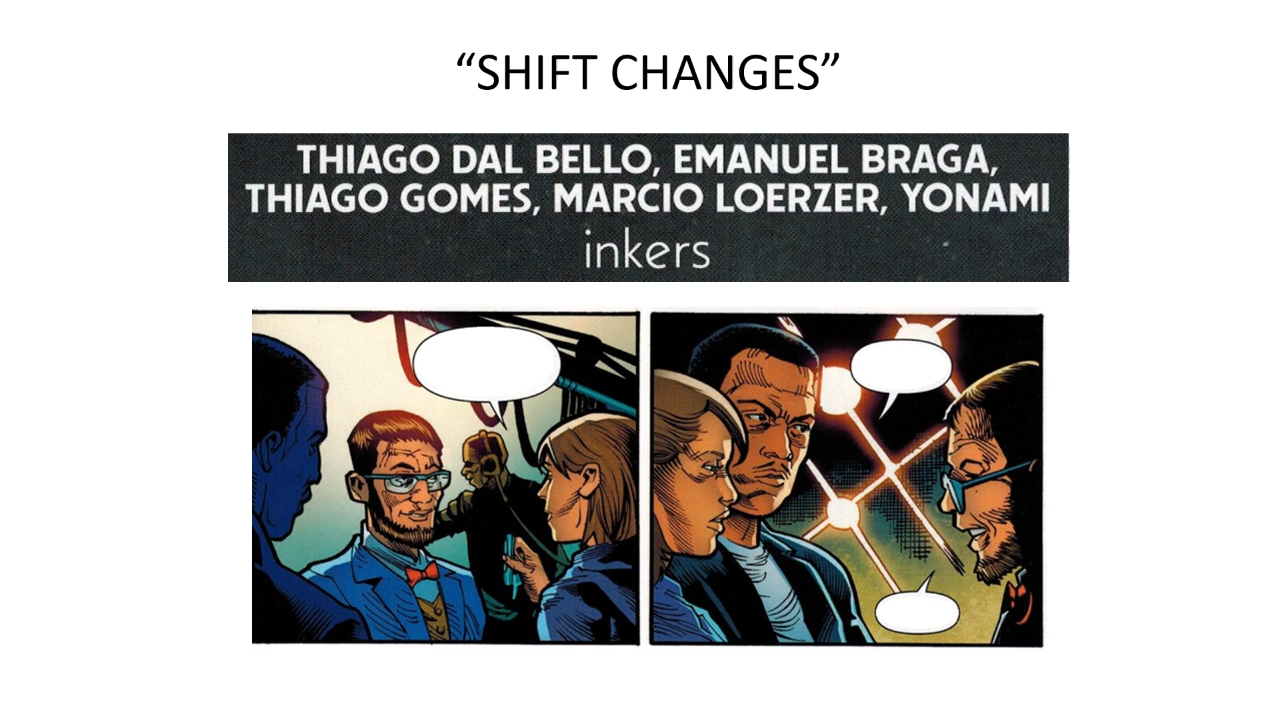 “SHIFT CHANGES”
THIAGO DAL BELLO, EMANUEL BRAGA,
THIAGO GOMES, MARCIO LOERZER, YONAMI
inkers